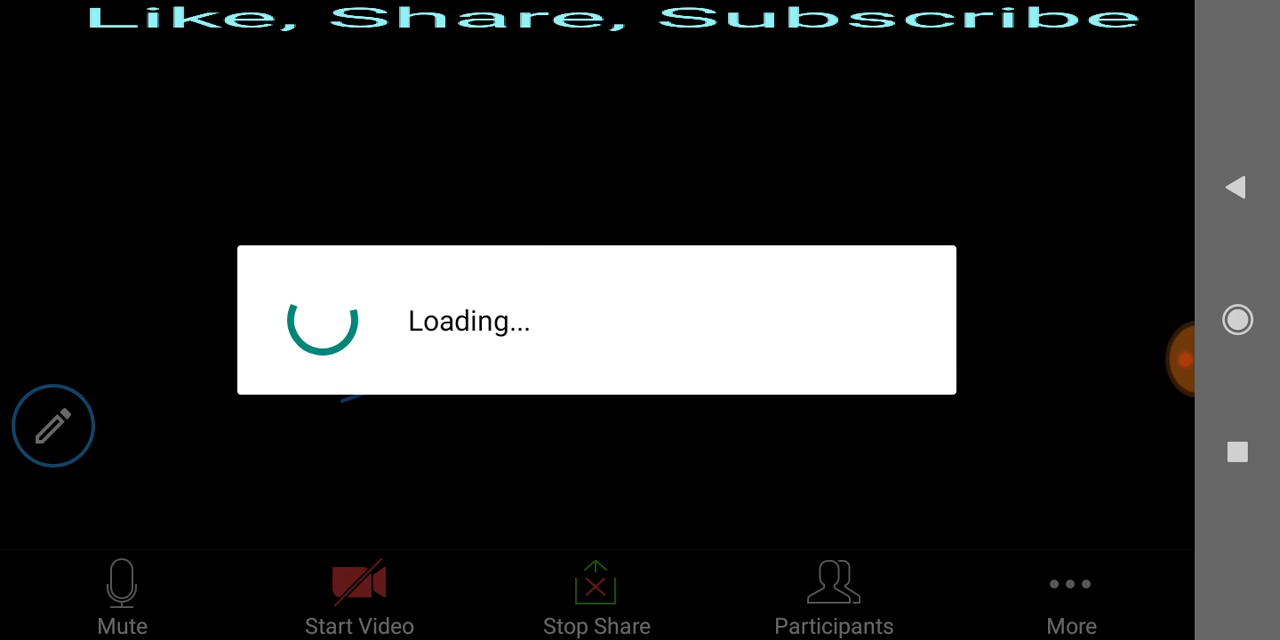 Like, Share, Subscribe
Loading...
Mute
Start Video
Stop Share
Participants
More